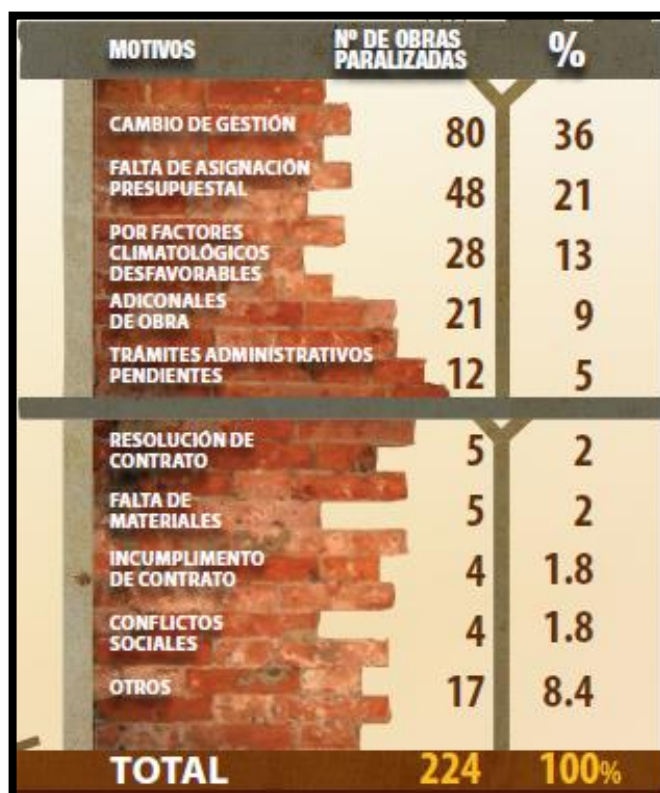 MOTIVOS Nº DE OBRAS PARALIZADAS %
CAMBIO DE GESTIÓN 80 36
FALTA DE ASIGNACIÓN
PRESUPUESTAL 48 21
POR FACTORES
CLIMATOLÓGICOS
DESFAVORABLES 28 13
ADICONALES
DE OBRA 21 9
TRÁMITES ADMINISTRATIVOS
PENDIENTES 12 5
RESOLUCIÓN DE
CONTRATO 5 2
FALTA DE
MATERIALES 5 2
INCUMPLIMENTO
DE CONTRATO 4 1.8
CONFLICTOS
SOCIALES 4 1.8
OTROS 17 8.4
TOTAL 224 100%